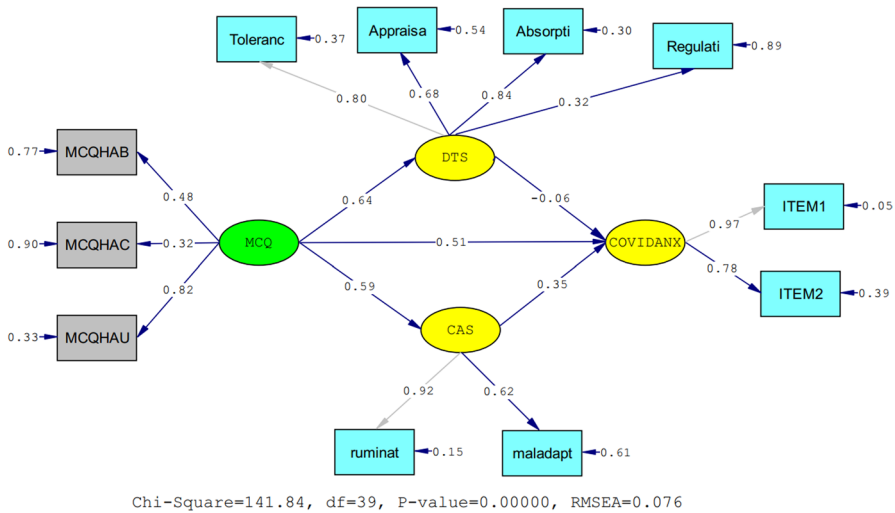 Toleranc
0.37
Appraisa
0.54
Absorpti
0.30
Regulati
0.89
0.80
0.68
0.84
0.32
0.77
MCQHAB
DTS
0.48
0.64
-0.06
ITEM1
0.05
0.97
0.90
MCQHAC
0.32
MCQ
0.51
COVIDANX
0.78
0.82
0.59
0.35
ITEM2
0.39
0.33
MCQHAU
CAS
0.92
0.62
ruminat
0.15
maladapt
0.61
Chi-Square=141.84, df=39, P-value=0.00000, RMSEA=0.076